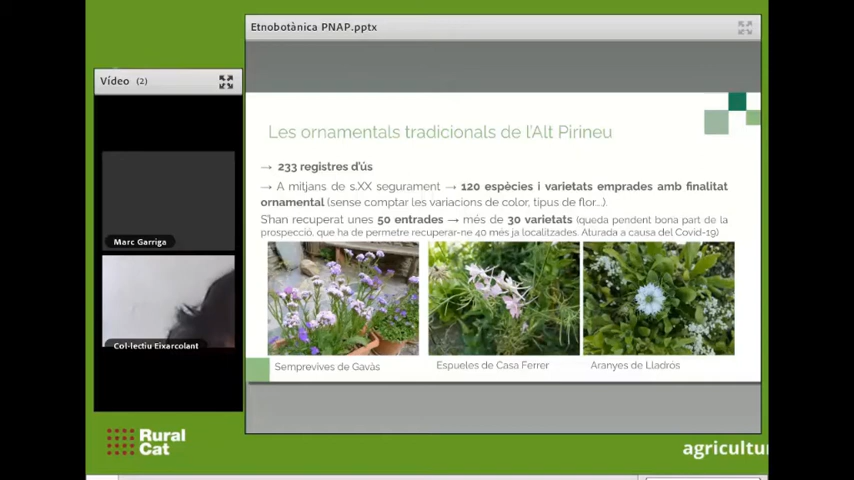 Etnobotànica PNAP.pptx
Vídeo (2)
Les ornamentals tradicionals de l'Alt Pirineu
→ 233 registres d'ús
→ A mitjans de s.XX segurament → 120 espècies i varietats emprades amb finalitat
ornamental (sense comptar les variacions de color, tipus de flor...).
S'han recuperat unes 50 entrades → més de 30 varietats (queda pendent bona part de la
prospecció, que ha de permetre recuperar-ne 40 més ja localitzades. Aturada a causa del Covid-19)
Marc Garriga
Col·lectiu Eixarcolant
Semprevives de Gavàs
Espueles de Casa Ferrer
Aranyes de Lladrós
Rural
Cat
agricultur